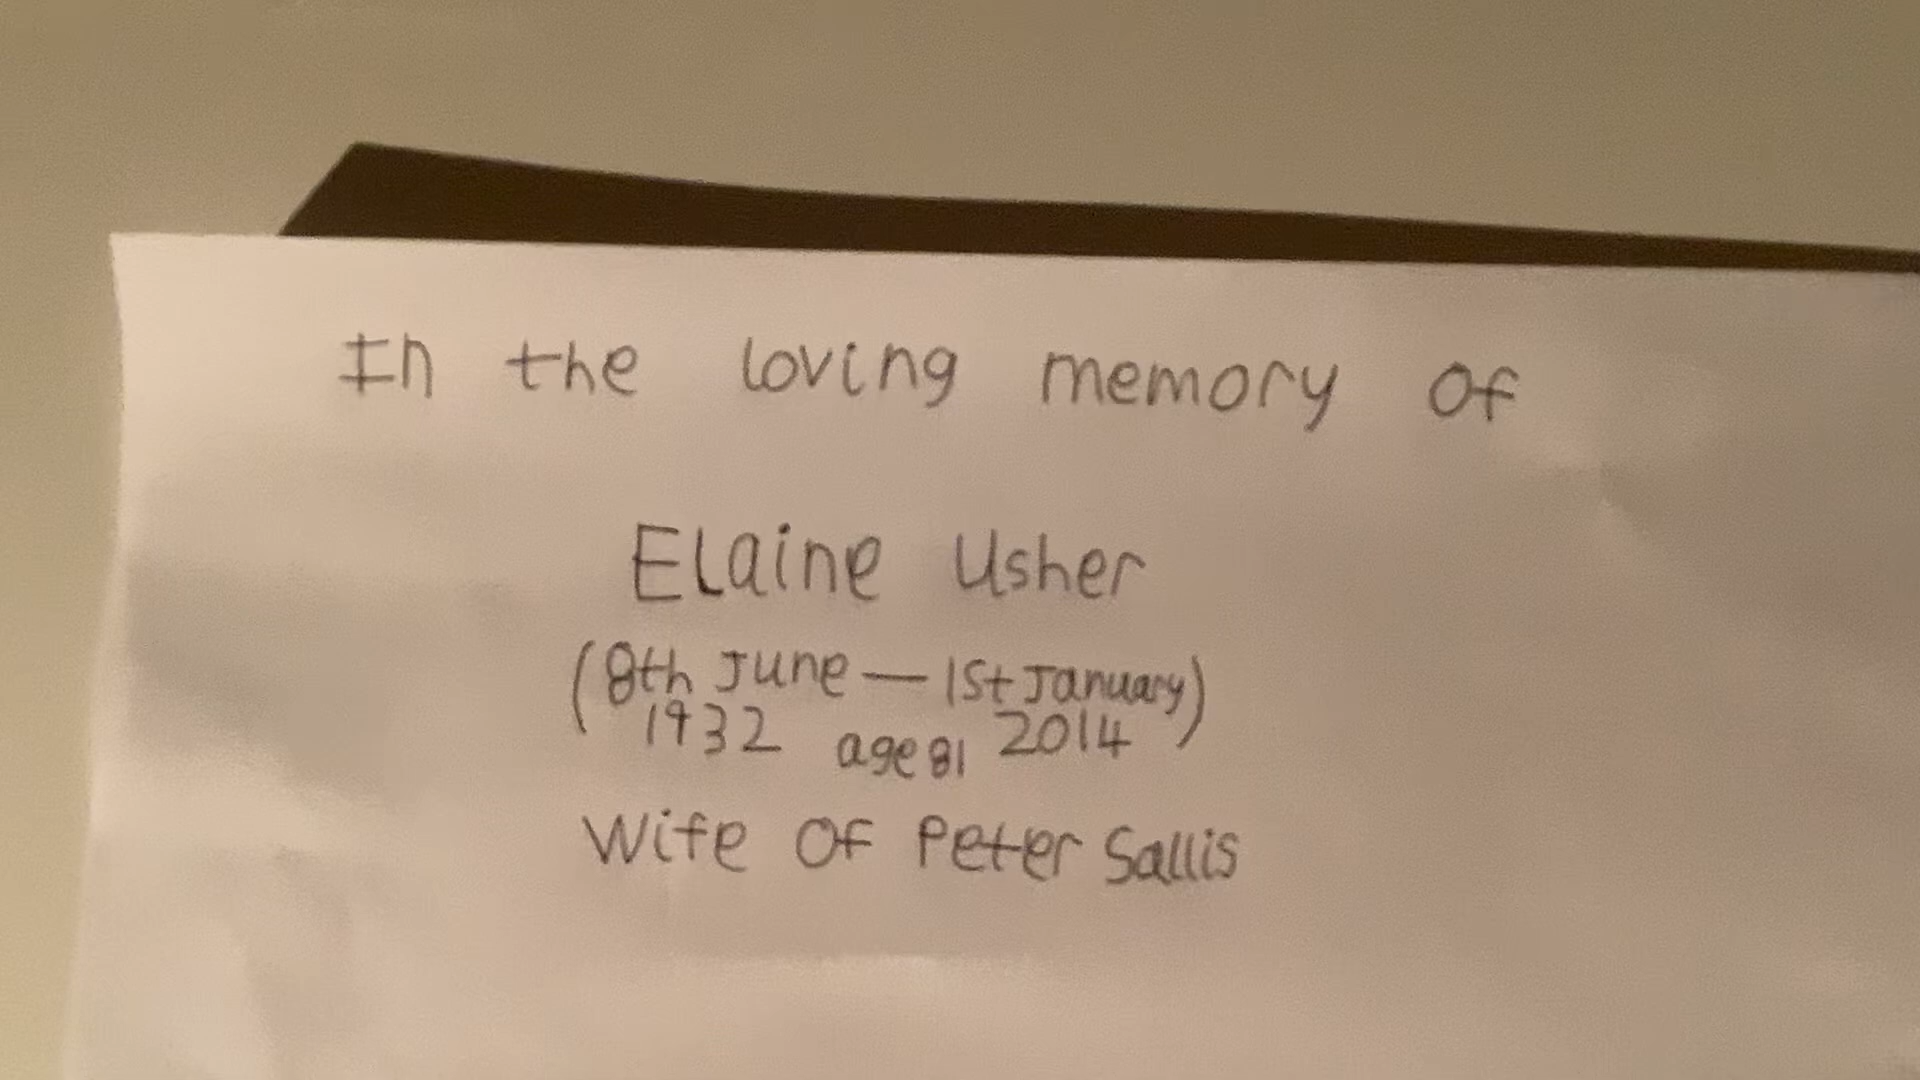 In the loving memory of
Elaine Usher
(8th June — 1st January)
1932 age 81 2014
Wife of Peter Sallis